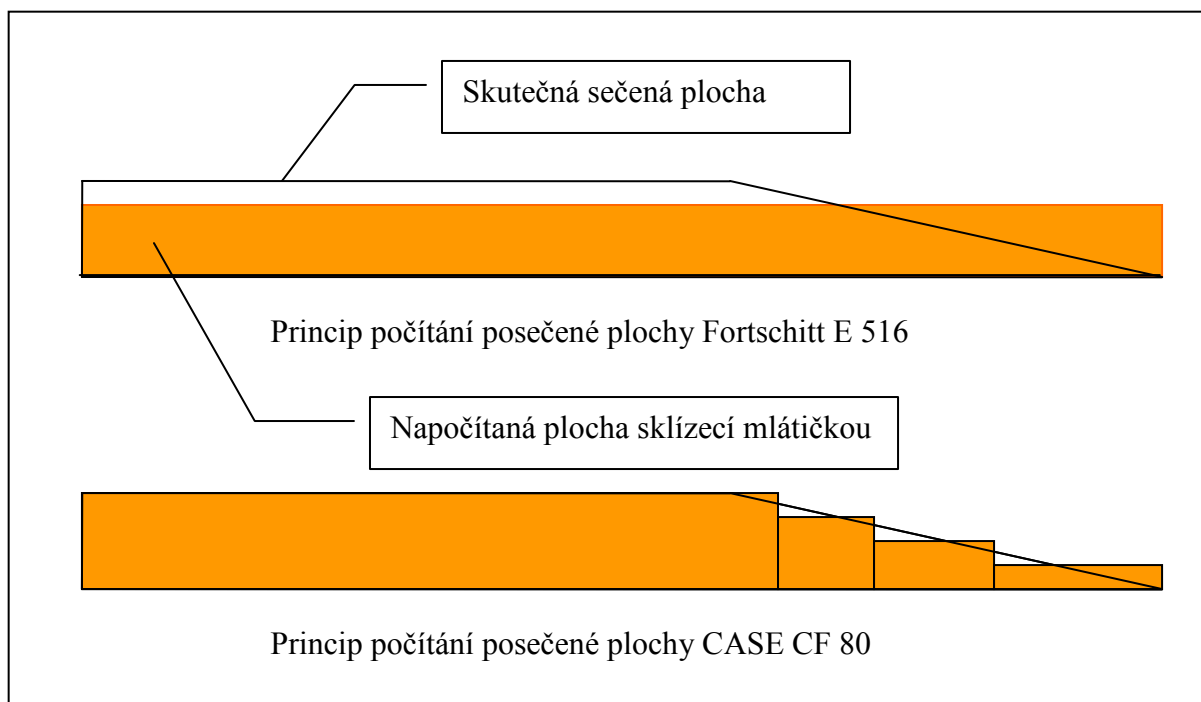 Skutečná sečená plocha
Princip počítání posečené plochy Fortschitt E 516
Napočítaná plocha sklízecí mlátičkou
Princip počítání posečené plochy CASE CF 80